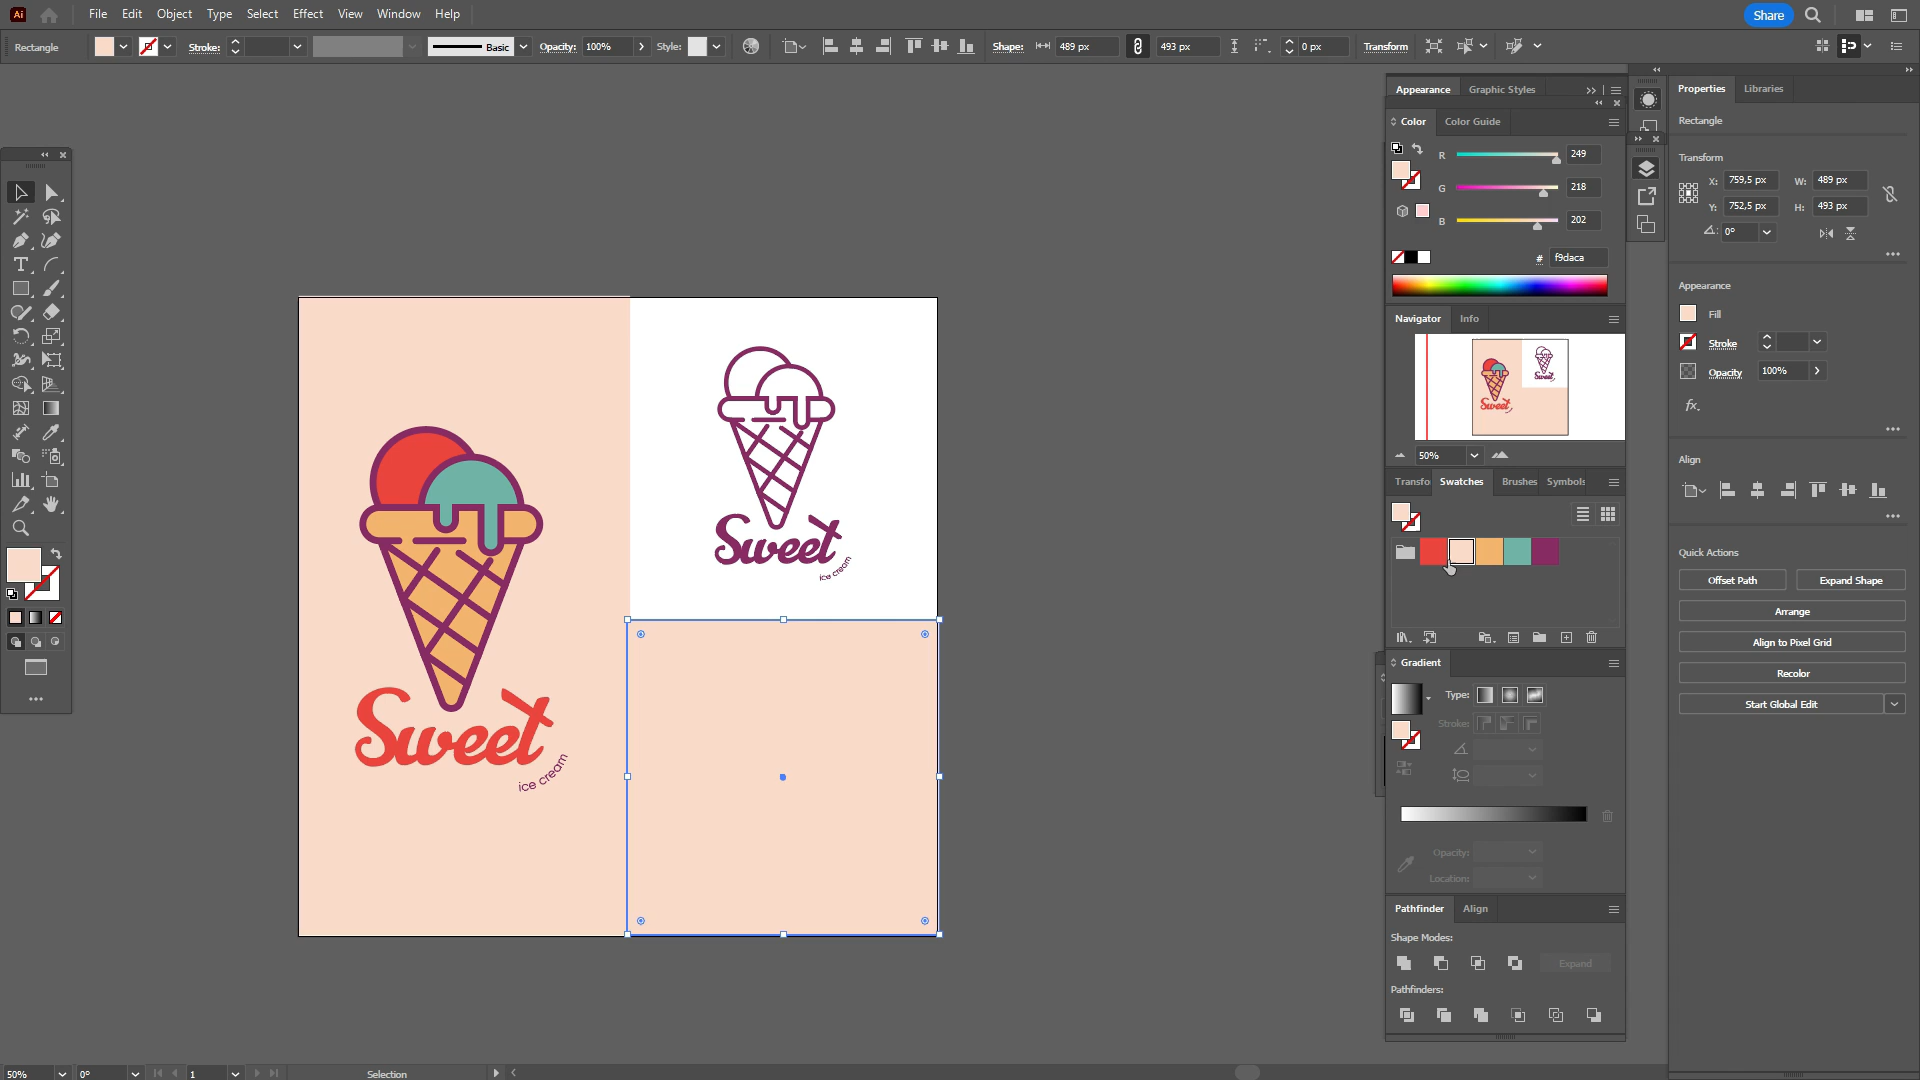 Ai File Edit Object Type Select Effect View Window Help Share
Rectangle Stroke: Basic Opacity: 100% Style: Shape: 489 px 493 px 0 px Transform
Appearance Graphic Styles
Color Color Guide
R 249
G 218
B 202
# f9daca
Navigator Info
Sweet
Sweet
50%
Transfo Swatches Brushes Symbols
Gradient
Type:
Stroke:
Opacity:
Location:
Pathfinder Align
Shape Modes:
Expand
Pathfinders:
Properties Libraries
Rectangle
Transform
X: 759,5 px W: 489 px
Y: 752,5 px H: 493 px
0°
Appearance
Fill
Stroke
Opacity 100%
fx.
Align
Quick Actions
Offset Path Expand Shape
Arrange
Align to Pixel Grid
Recolor
Start Global Edit
Sweet
ice cream
Sweet
ice cream
50% 0° 1 Selection